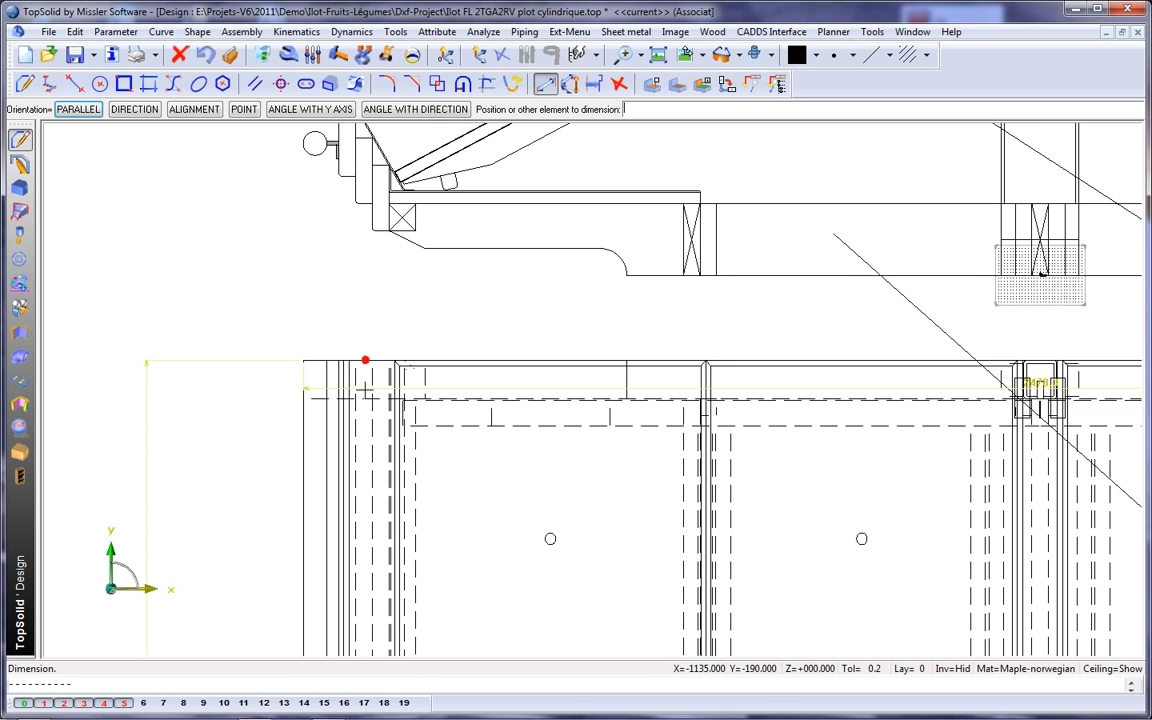 TopSolid by Missler Software - [Design : E:\Projets-V6\2011\Demo\Ilot-Fruits-Légumes\Dxf-Project\Ilot FL 2TGA2RV plot cylindrique.top *  <<current>> (Associat)
File Edit Parameter Curve Shape Assembly Kinematics Dynamics Tools Attribute Analyze Piping Ext-Menu Sheet metal Image Wood CADDS Interface Planner Tools Window Help
Orientation= PARALLEL DIRECTION ALIGNMENT POINT ANGLE WITH Y AXIS ANGLE WITH DIRECTION Position or other element to dimension:
y
x
TopSolid'Design
Dimension. X=-1135.000 Y=-190.000 Z=+000.000 Tol= 0.2 Lay= 0 Inv=Hid Mat=Maple-norwegian Ceiling=Show
0 1 2 3 4 5 6 7 8 9 10 11 12 13 14 15 16 17 18 19